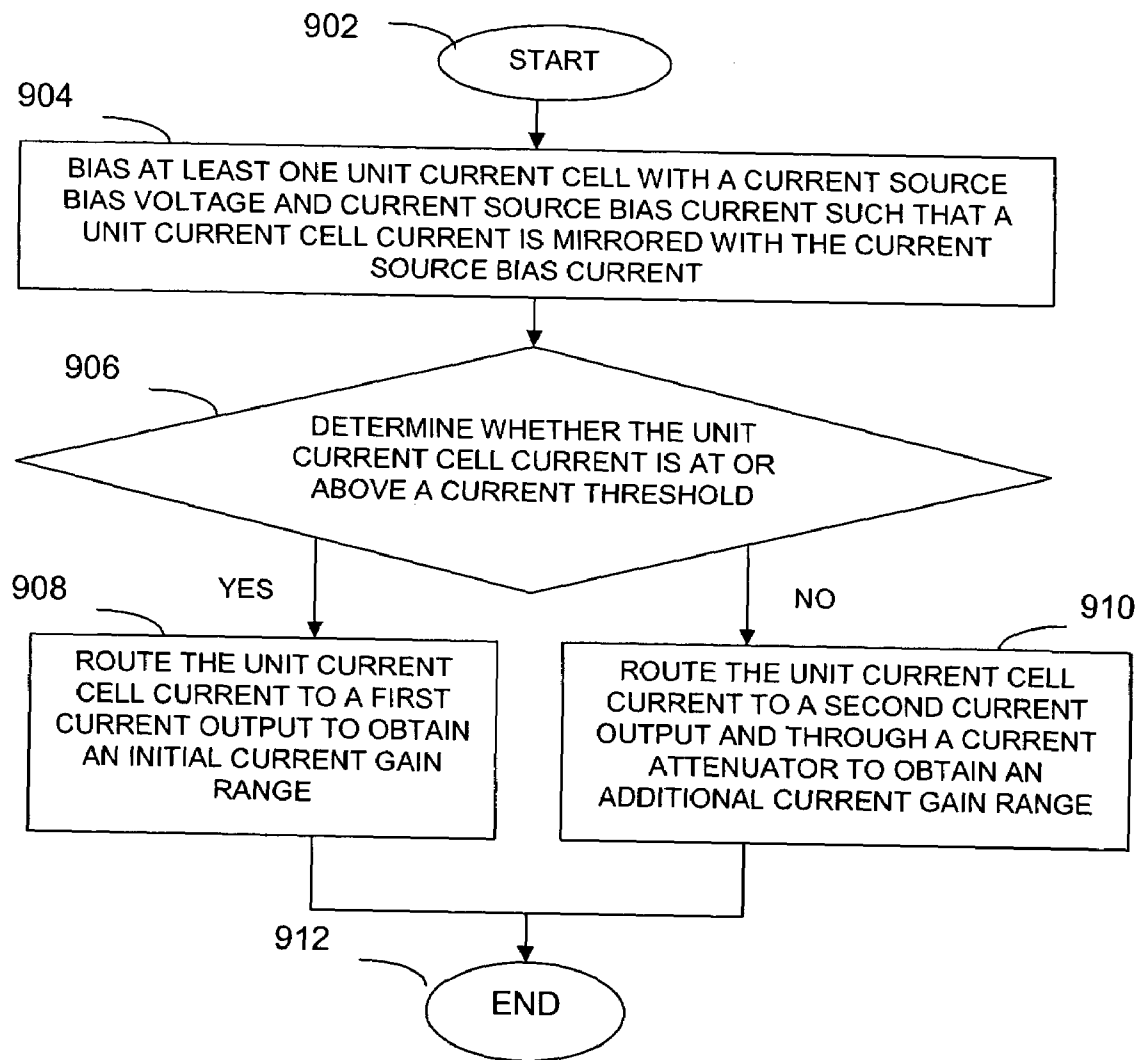 902
START
904
BIAS AT LEAST ONE UNIT CURRENT CELL WITH A CURRENT SOURCE
BIAS VOLTAGE AND CURRENT SOURCE BIAS CURRENT SUCH THAT A
UNIT CURRENT CELL CURRENT IS MIRRORED WITH THE CURRENT
SOURCE BIAS CURRENT
906
DETERMINE WHETHER THE UNIT
CURRENT CELL CURRENT IS AT OR
ABOVE A CURRENT THRESHOLD
YES
NO
908
ROUTE THE UNIT CURRENT
CELL CURRENT TO A FIRST
CURRENT OUTPUT TO OBTAIN
AN INITIAL CURRENT GAIN
RANGE
910
ROUTE THE UNIT CURRENT CELL
CURRENT TO A SECOND CURRENT
OUTPUT AND THROUGH A CURRENT
ATTENUATOR TO OBTAIN AN
ADDITIONAL CURRENT GAIN RANGE
912
END